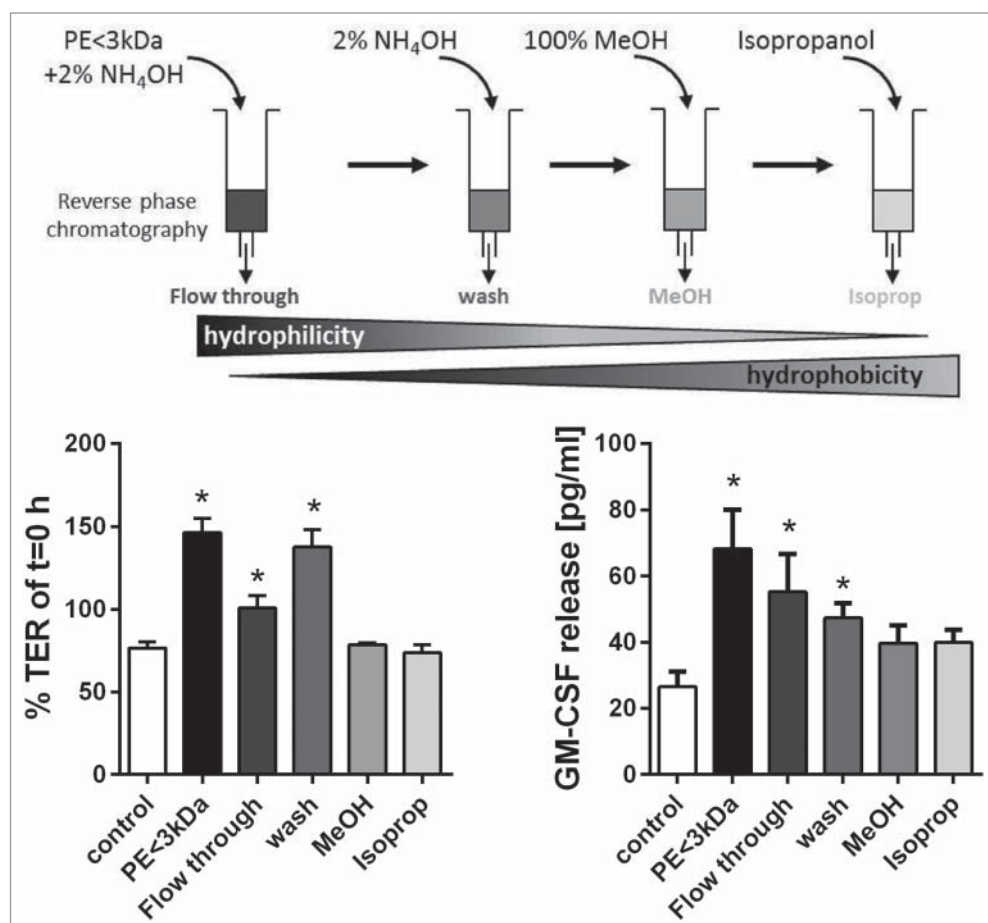 PE<3kDa
+2% NH₄OH
2% NH₄OH
100% MeOH
Isopropanol
Reverse phase
chromatography
Flow through
wash
MeOH
Isoprop
hydrophilicity
hydrophobicity
% TER of t=0 h
200
150
100
50
0
*
*
*
control
PE<3kDa
Flow through
wash
MeOH
Isoprop
GM-CSF release [pg/ml]
100
80
60
40
20
0
*
*
*
control
PE<3kDa
Flow through
wash
MeOH
Isoprop